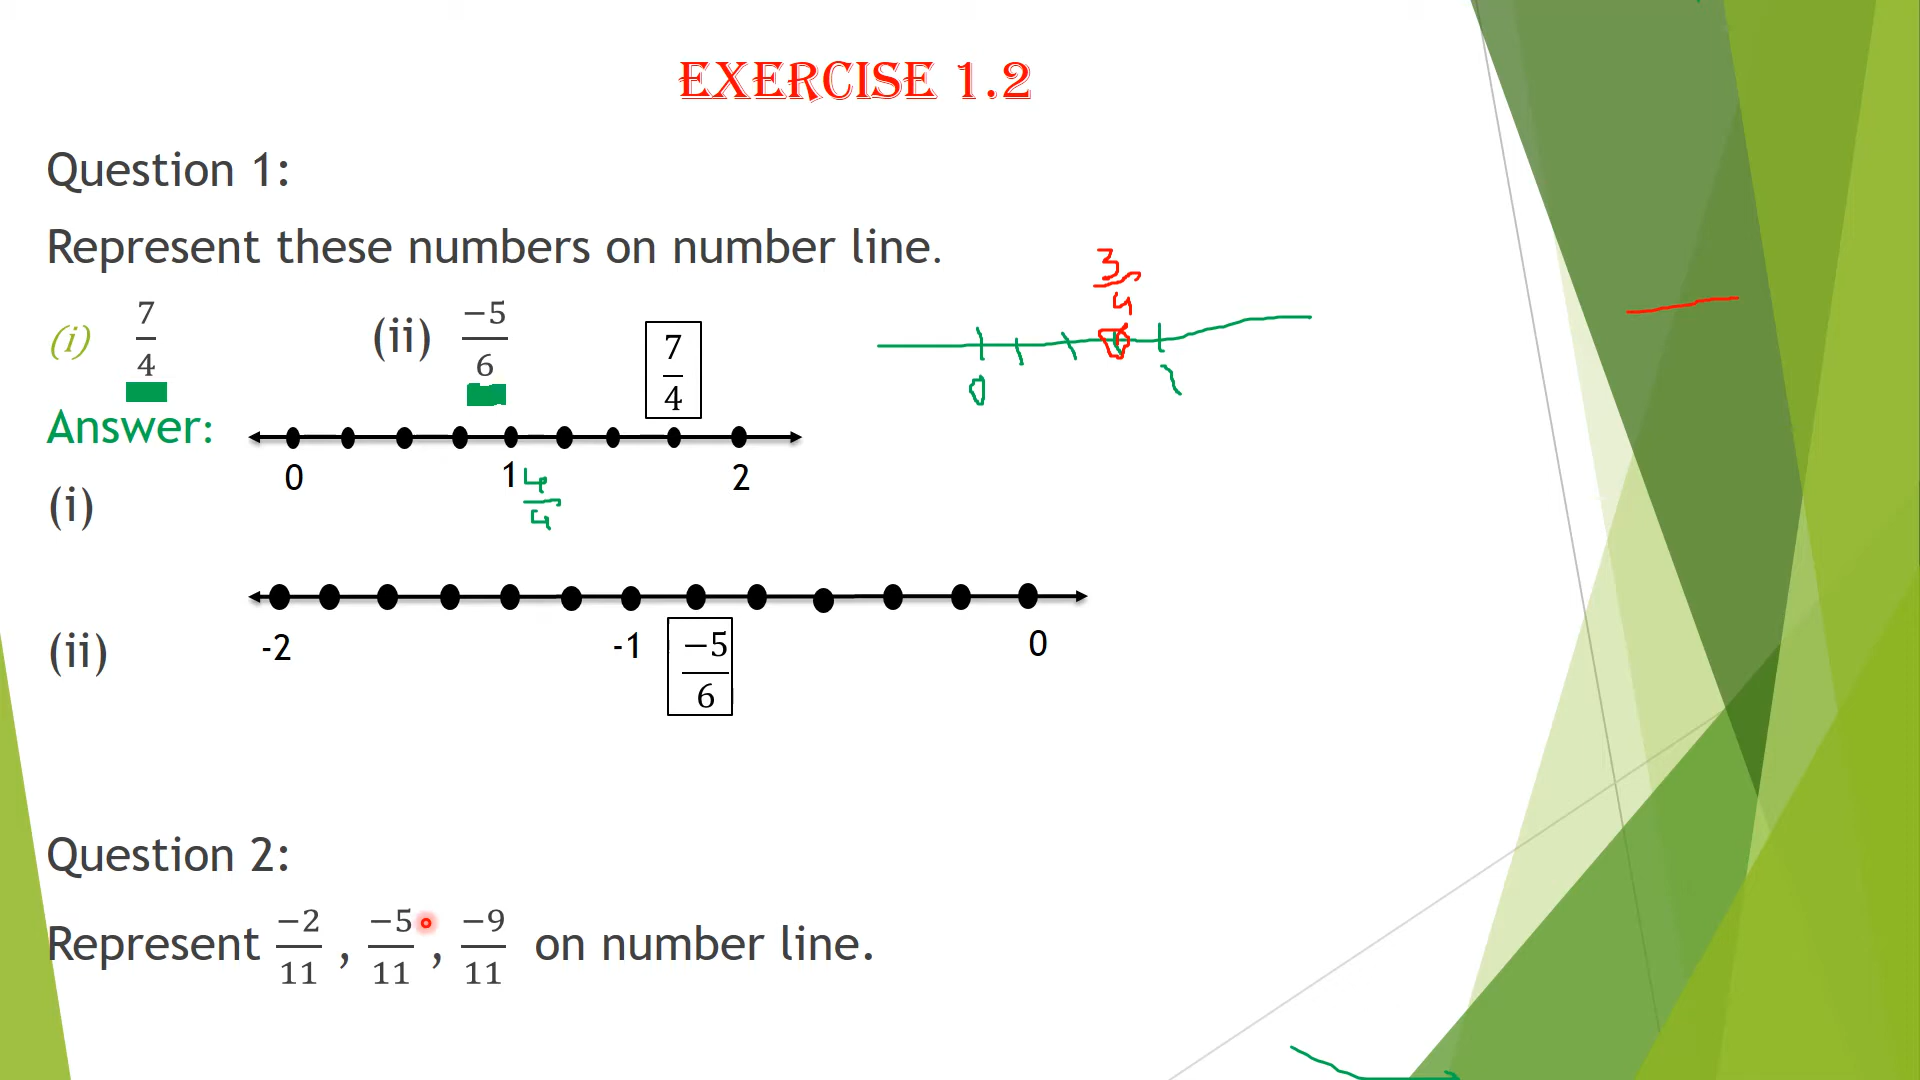 EXERCISE 1.2
Question 1:
Represent these numbers on number line.
(i) 7/4 (ii) −5/6
3/4
0 1
7/4
Answer:
0 1 4/4 2
(i)
-2 -1 −5/6 0
(ii)
Question 2:
Represent −2/11 , −5/11 , −9/11 on number line.